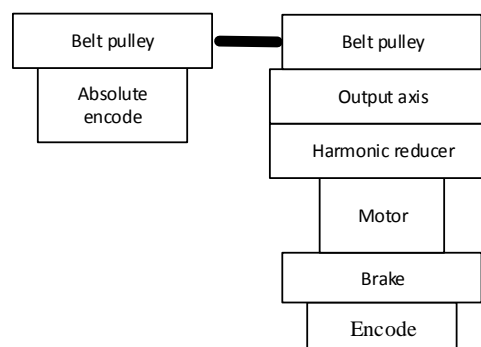 Belt pulley
Absolute
encode
Belt pulley
Output axis
Harmonic reducer
Motor
Brake
Encode